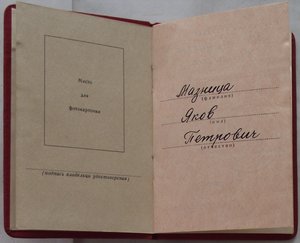 Место
для
фотокарточки
(подпись владельца удостоверения)
Мазница
(фамилия)
Яков
(имя)
Петрович
(отчество)